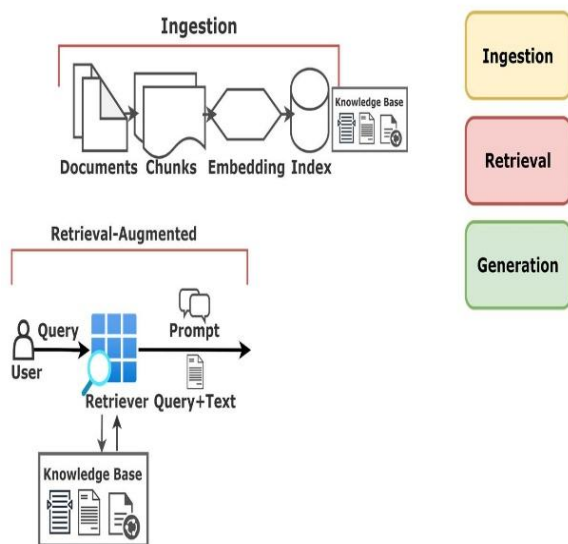 Ingestion
Knowledge Base
Documents Chunks Embedding Index
Retrieval-Augmented
Query
Prompt
User
Retriever Query+Text
Knowledge Base
Ingestion
Retrieval
Generation